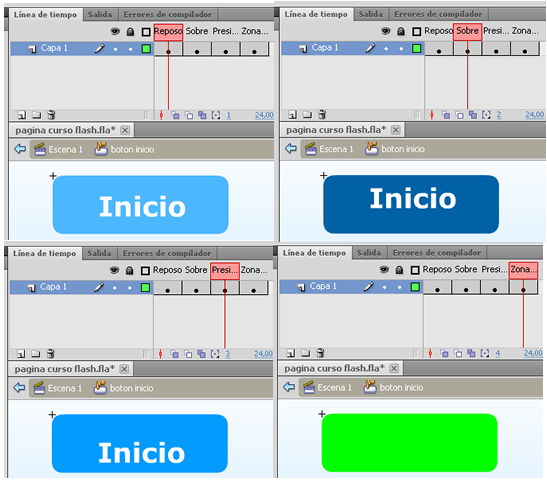 Línea de tiempo Salida Errores de compilador
Reposo Sobre Presi... Zona...
Capa 1
1 24,00
pagina curso flash.fla*
Escena 1 boton inicio
Inicio
Línea de tiempo Salida Errores de compilador
Reposo Sobre Presi... Zona...
Capa 1
2 24,00
pagina curso flash.fla*
Escena 1 boton inicio
Inicio
Línea de tiempo Salida Errores de compilador
Reposo Sobre Presi... Zona...
Capa 1
3 24,00
pagina curso flash.fla*
Escena 1 boton inicio
Inicio
Línea de tiempo Salida Errores de compilador
Reposo Sobre Presi... Zona...
Capa 1
4 24,00
pagina curso flash.fla*
Escena 1 boton inicio